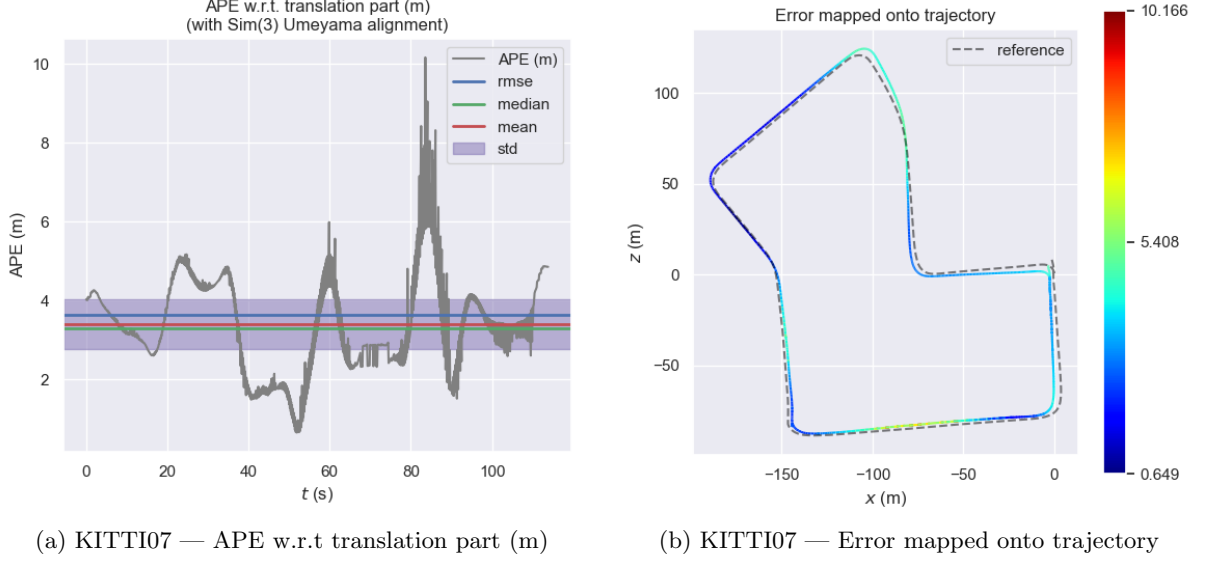 APE w.r.t. translation part (m)
(with Sim(3) Umeyama alignment)
APE (m)
rmse
median
mean
std
10
8
6
4
2
APE (m)
0
20
40
60
80
100
t (s)
Error mapped onto trajectory
reference
100
50
0
−50
z (m)
−150
−100
−50
0
x (m)
10.166
5.408
0.649
(a) KITTI07 — APE w.r.t translation part (m)
(b) KITTI07 — Error mapped onto trajectory